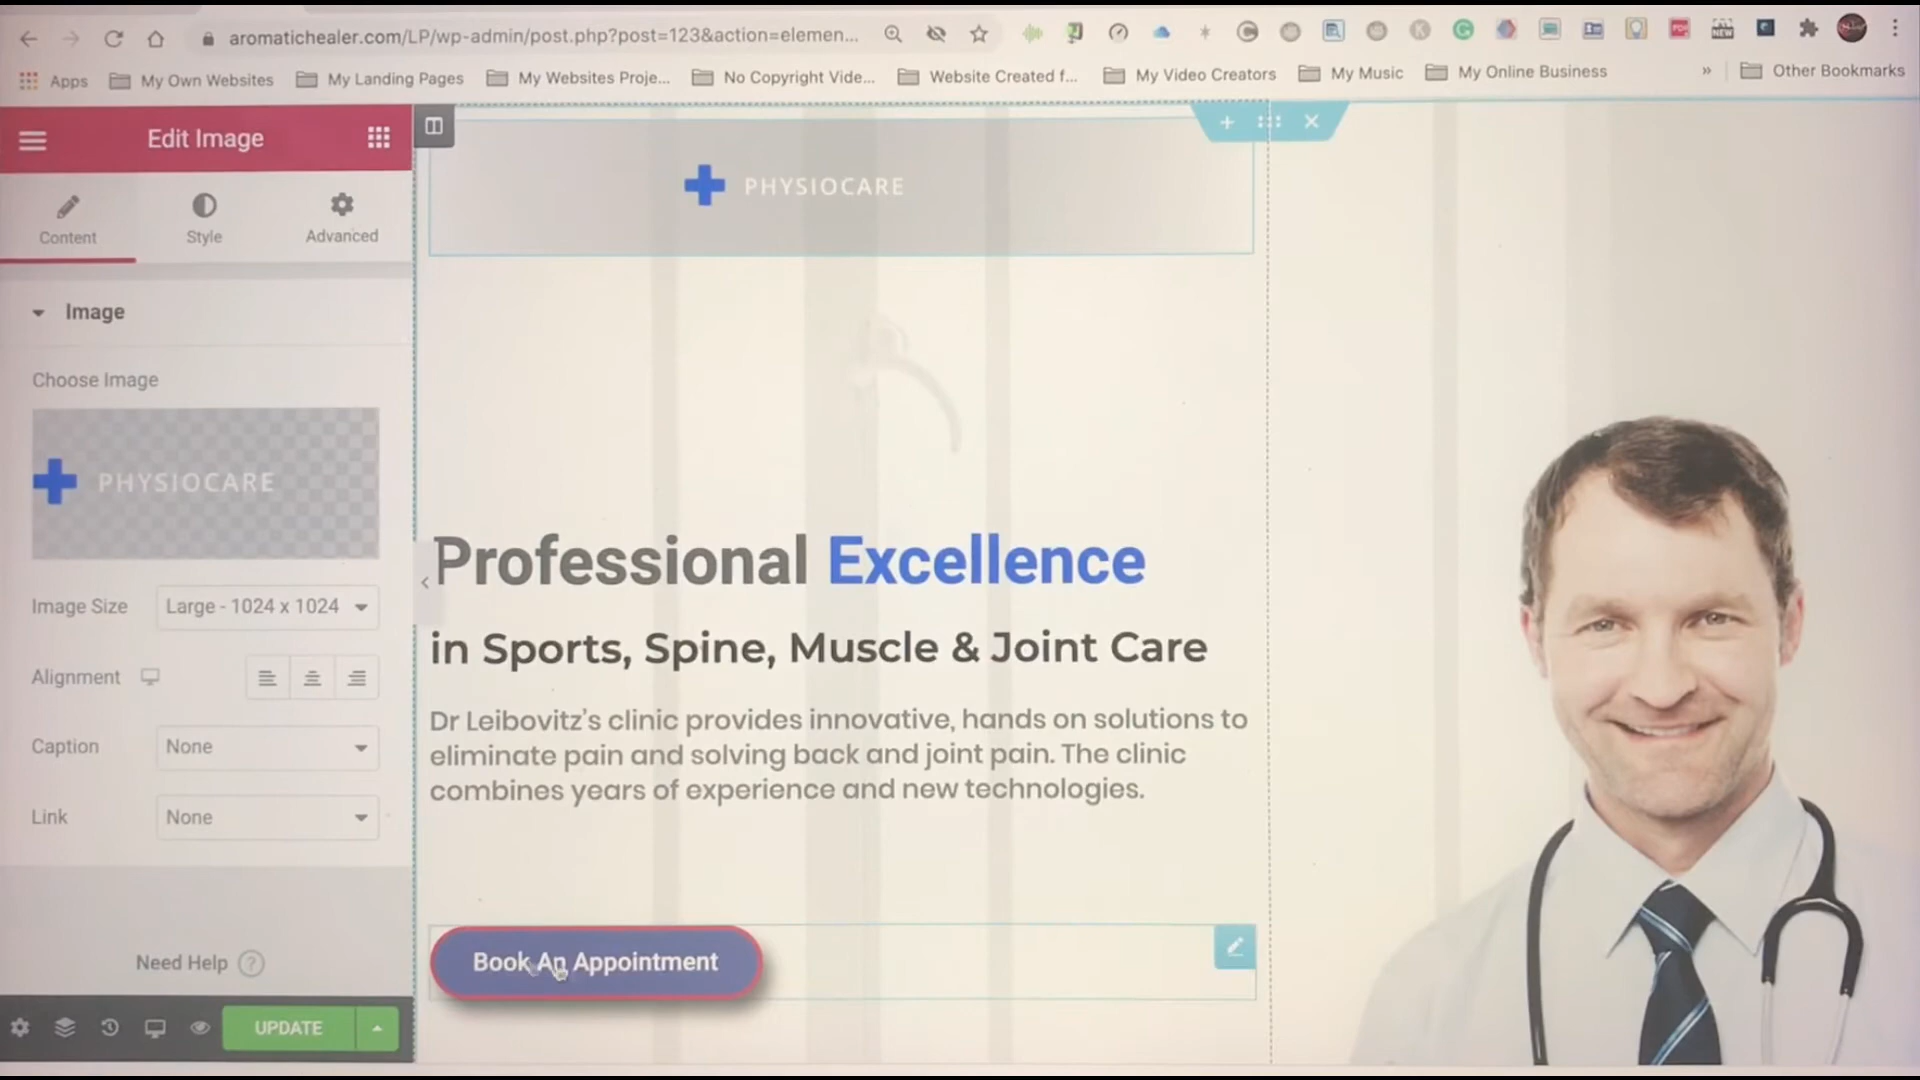 aromatichealer.com/LP/wp-admin/post.php?post=123&action=elemen...
Apps
My Own Websites
My Landing Pages
My Websites Proje...
No Copyright Vide...
Website Created f...
My Video Creators
My Music
My Online Business
»
Other Bookmarks
Edit Image
Content
Style
Advanced
Image
Choose Image
PHYSIOCARE
Image Size
Large - 1024 x 1024
Alignment
Caption
None
Link
None
Need Help
UPDATE
PHYSIOCARE
Professional Excellence
in Sports, Spine, Muscle & Joint Care
Dr Leibovitz's clinic provides innovative, hands on solutions to
eliminate pain and solving back and joint pain. The clinic
combines years of experience and new technologies.
Book An Appointment